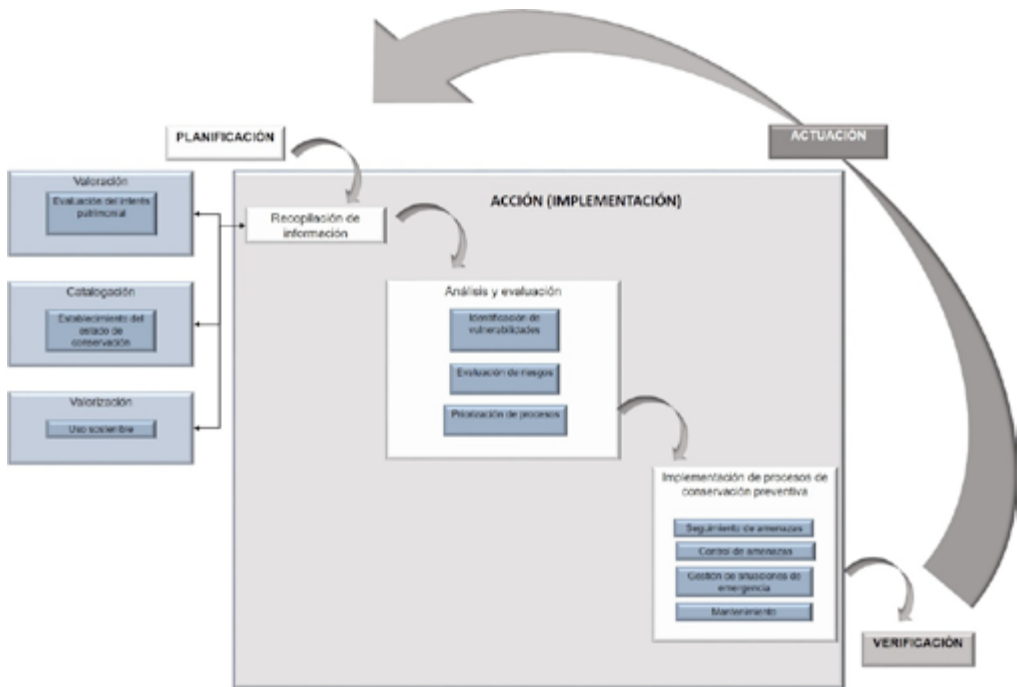 PLANIFICACIÓN
ACTUACIÓN
Valoración
Evaluación del interés
patrimonial
Catalogación
Establecimiento del
estado de
conservación
Valorización
Uso sostenible
ACCIÓN (IMPLEMENTACIÓN)
Recopilación de
información
Análisis y evaluación
Identificación de
vulnerabilidades
Evaluación de riesgos
Priorización de procesos
Implementación de procesos de
conservación preventiva
Seguimiento de amenazas
Control de amenazas
Gestión de situaciones de
emergencia
Mantenimiento
VERIFICACIÓN